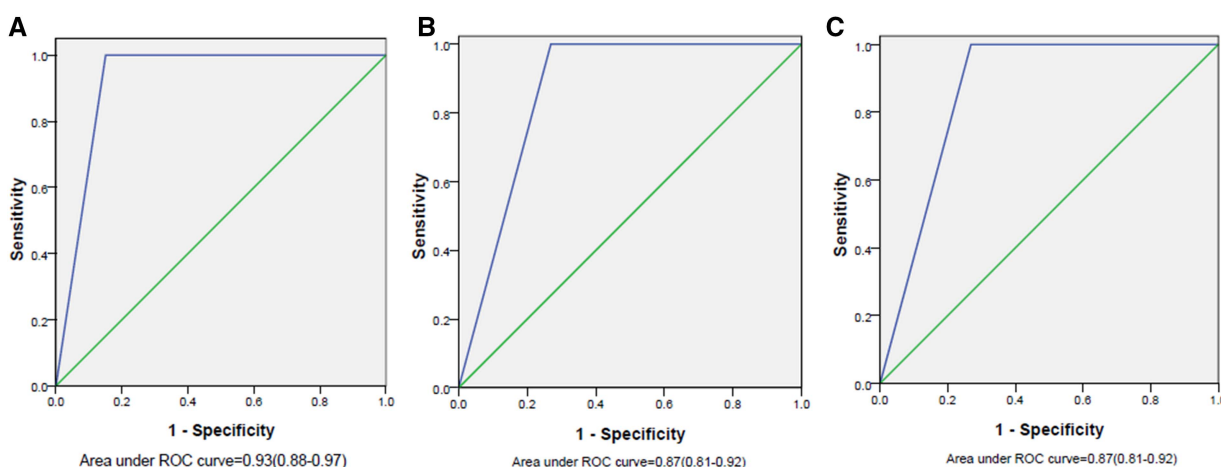 A
1.0
0.8
0.6
0.4
0.2
0.0
Sensitivity
0.0 0.2 0.4 0.6 0.8 1.0
1 - Specificity
Area under ROC curve=0.93(0.88-0.97)
B
1.0
0.8
0.6
0.4
0.2
0.0
Sensitivity
0.0 0.2 0.4 0.6 0.8 1.0
1 - Specificity
Area under ROC curve=0.87(0.81-0.92)
C
1.0
0.8
0.6
0.4
0.2
0.0
Sensitivity
0.0 0.2 0.4 0.6 0.8 1.0
1 - Specificity
Area under ROC curve=0.87(0.81-0.92)